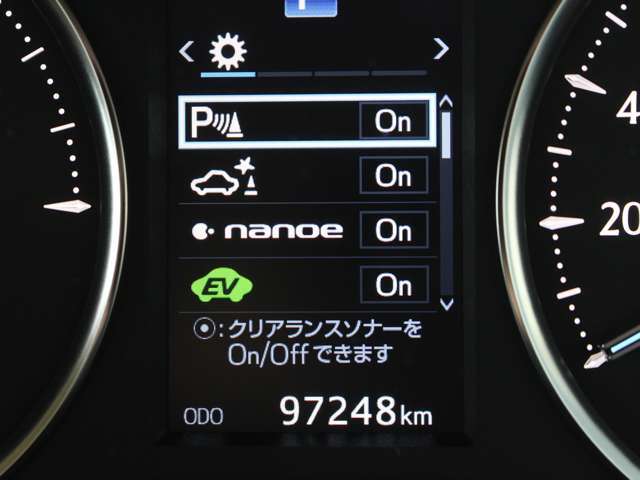 P On
On
nanoe On
EV On
⦿:クリアランスソナーを
On/Offできます
ODO 97248km
4
20